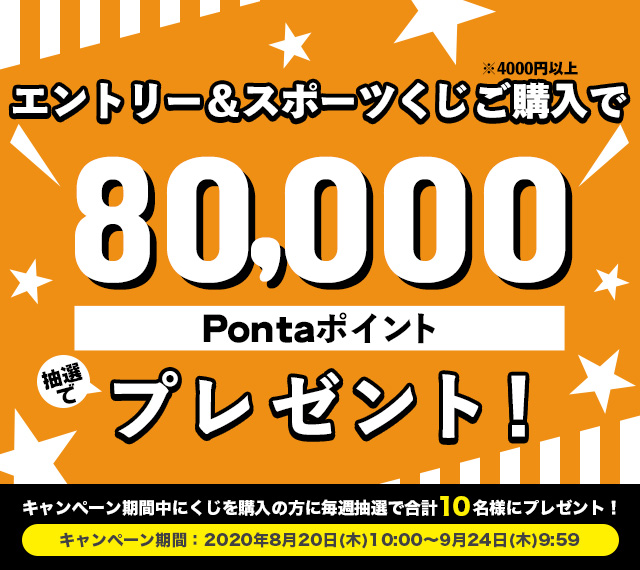 ※4000円以上
エントリー&スポーツくじご購入で
80,000
Pontaポイント
抽選で
プレゼント!
キャンペーン期間中にくじを購入の方に毎週抽選で合計10名様にプレゼント!
キャンペーン期間：2020年8月20日(木)10:00〜9月24日(木)9:59